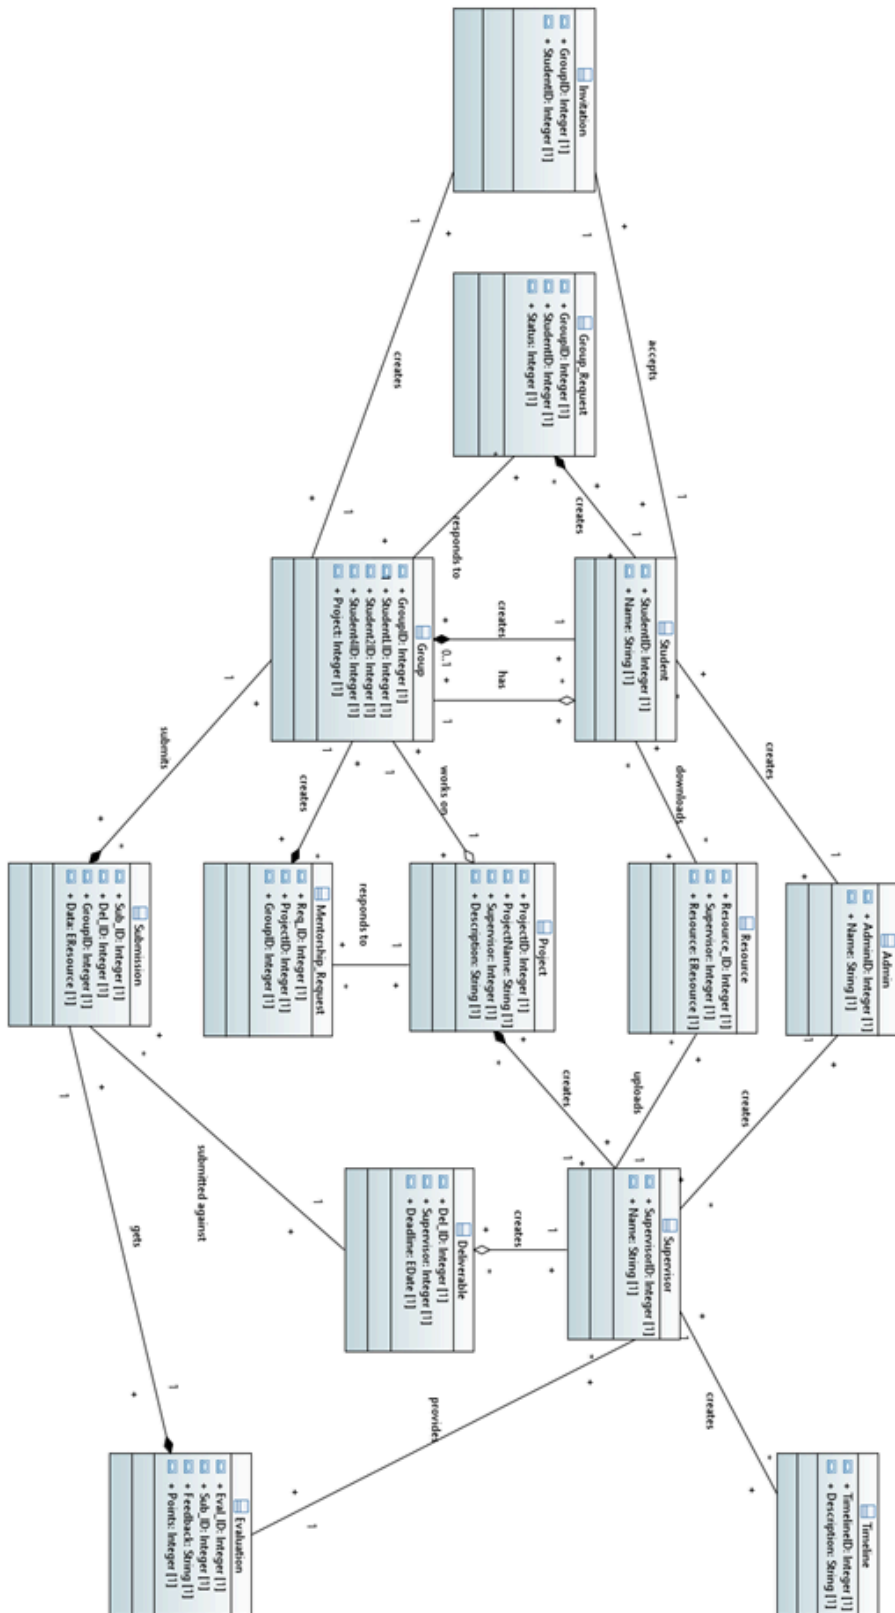 Invitation
+ GroupID: Integer [1]
+ StudentID: Integer [1]
Group_Request
+ GroupID: Integer [1]
+ StudentID: Integer [1]
+ Status: Integer [1]
Student
+ StudentID: Integer [1]
+ Name: String [1]
Group
+ GroupID: Integer [1]
+ Student1ID: Integer [1]
+ Student2ID: Integer [1]
+ StudentNID: Integer [1]
+ Project: Integer [1]
Admin
+ AdminID: Integer [1]
+ Name: String [1]
Resource
+ Resource_ID: Integer [1]
+ Supervisor: Integer [1]
+ Resource: EResource [1]
Project
+ ProjectID: Integer [1]
+ ProjectName: String [1]
+ Supervisor: Integer [1]
+ Description: String [1]
Mentorship_Request
+ Req_ID: Integer [1]
+ ProjectID: Integer [1]
+ GroupID: Integer [1]
Submission
+ Sub_ID: Integer [1]
+ Del_ID: Integer [1]
+ GroupID: Integer [1]
+ Data: EResource [1]
Supervisor
+ SupervisorID: Integer [1]
+ Name: String [1]
Deliverable
+ Del_ID: Integer [1]
+ Supervisor: Integer [1]
+ Deadline: EDate [1]
Timeline
+ TimelineID: Integer [1]
+ Description: String [1]
Evaluation
+ Eval_ID: Integer [1]
+ Sub_ID: Integer [1]
+ Feedback: String [1]
+ Points: Integer [1]
accepts
creates
creates
responds to
creates
has
creates
downloads
works on
creates
submits
responds to
creates
uploads
creates
creates
submitted against
gets
provides
creates
0..1